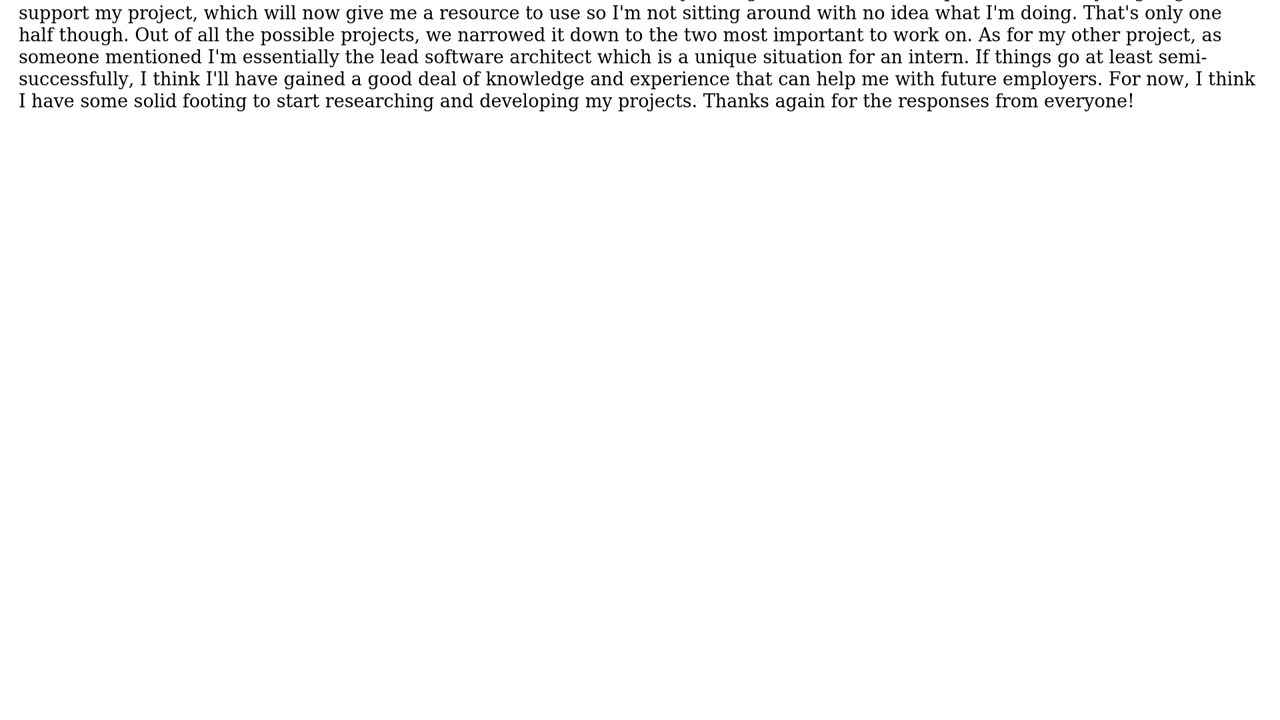 support my project, which will now give me a resource to use so I'm not sitting around with no idea what I'm doing. That's only one
half though. Out of all the possible projects, we narrowed it down to the two most important to work on. As for my other project, as
someone mentioned I'm essentially the lead software architect which is a unique situation for an intern. If things go at least semi-
successfully, I think I'll have gained a good deal of knowledge and experience that can help me with future employers. For now, I think
I have some solid footing to start researching and developing my projects. Thanks again for the responses from everyone!